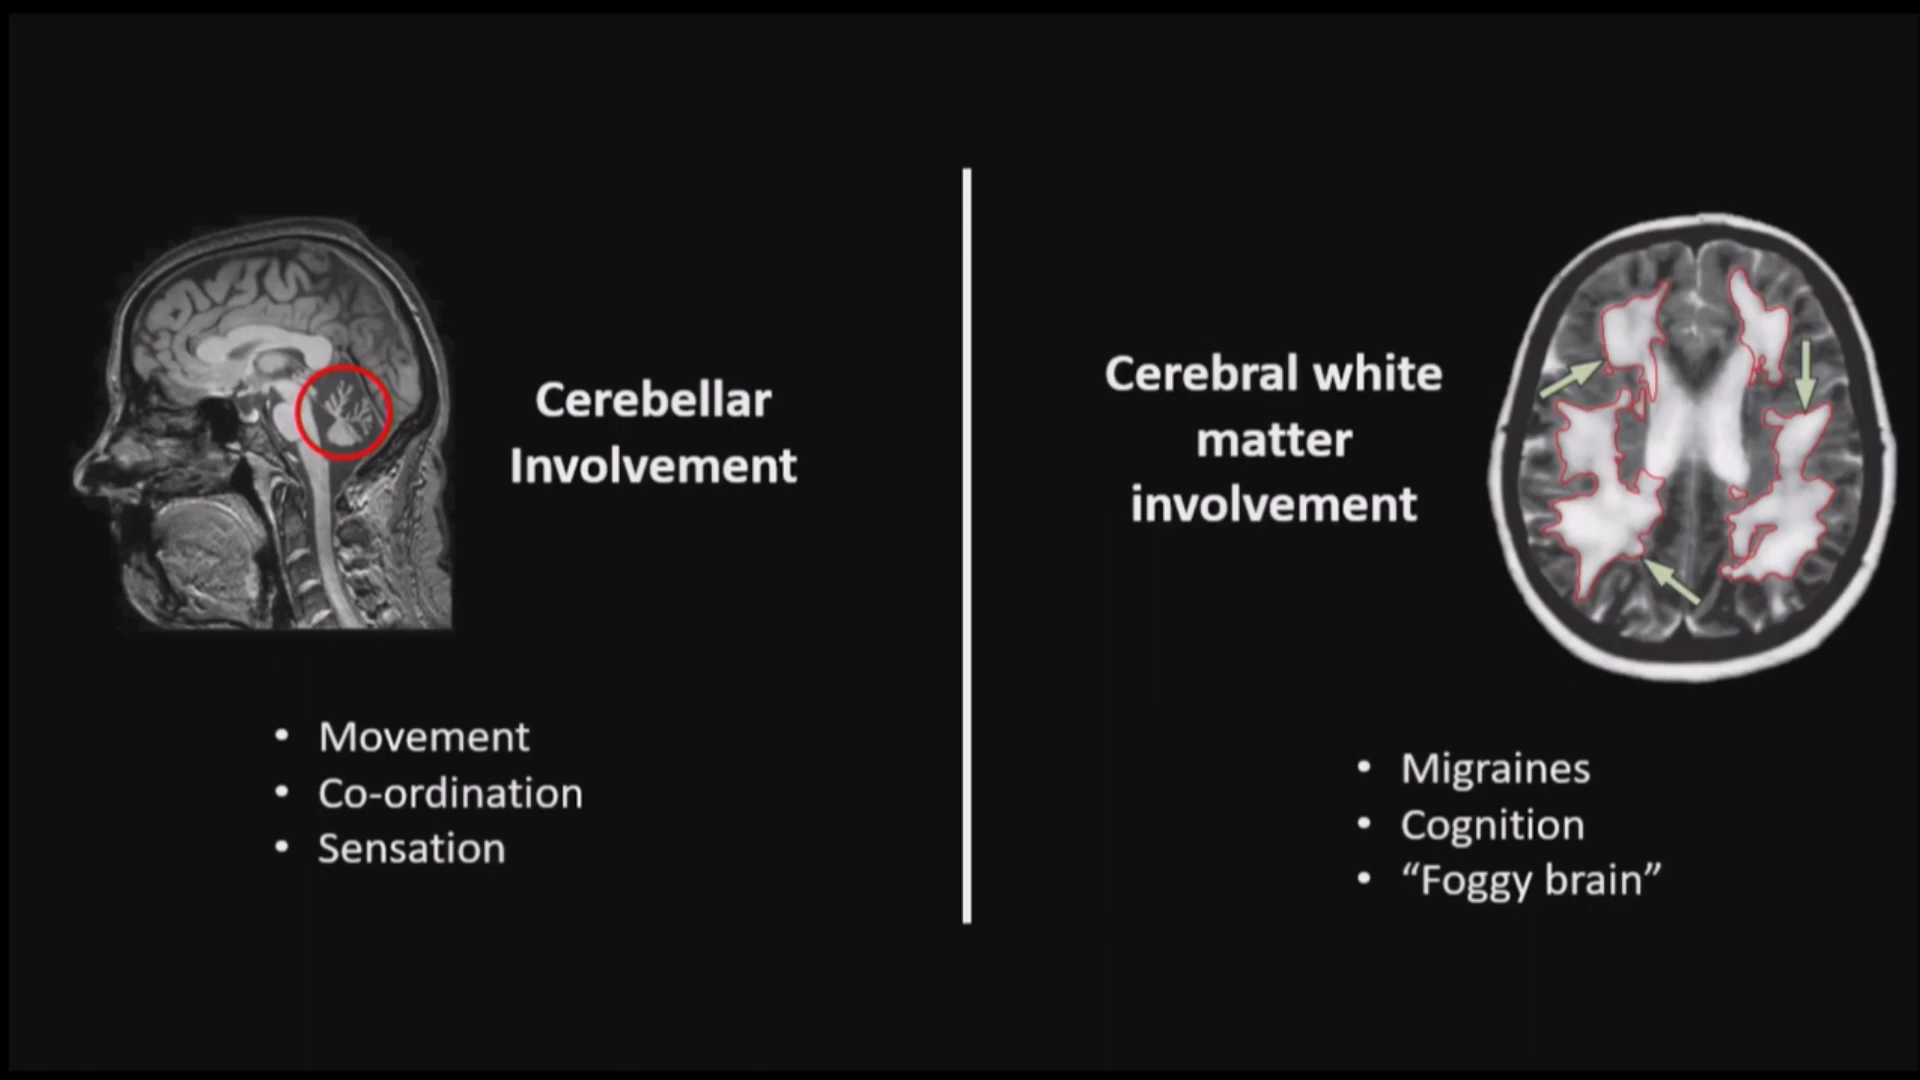 Cerebellar
Involvement
• Movement
• Co-ordination
• Sensation
Cerebral white
matter
involvement
• Migraines
• Cognition
• “Foggy brain”